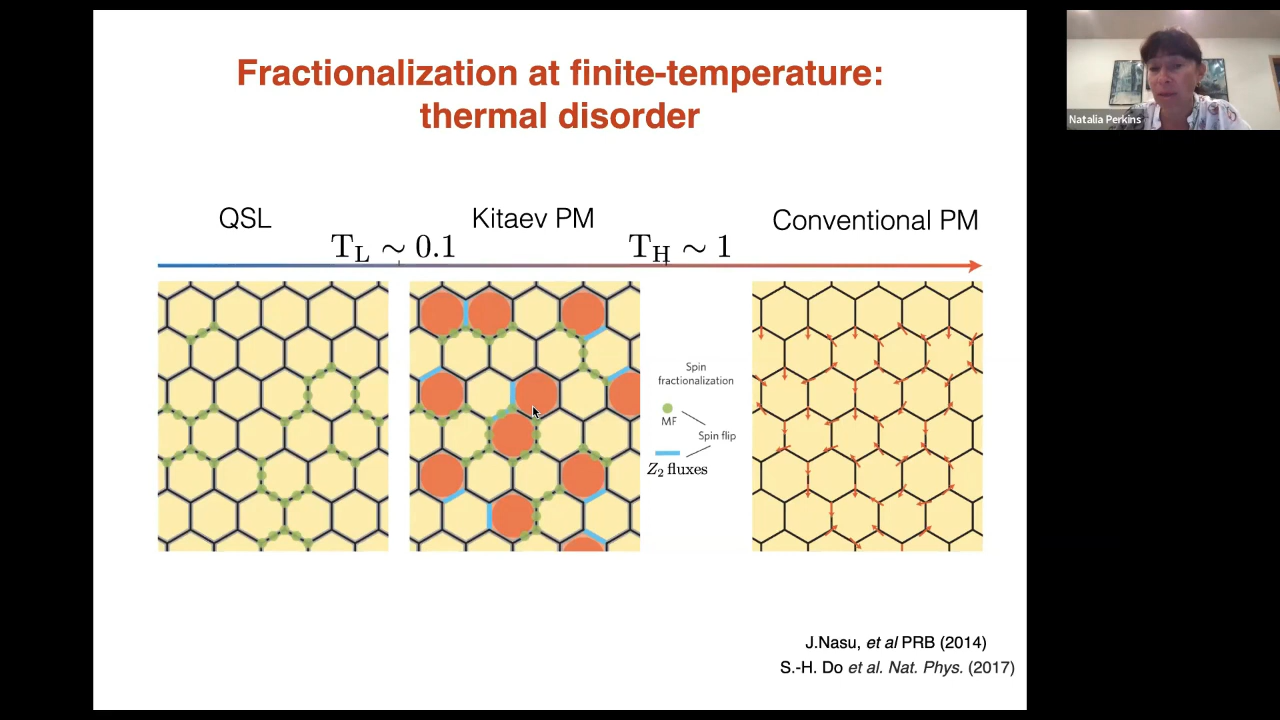 Fractionalization at finite-temperature:
thermal disorder
Natalia Perkins
QSL
Kitaev PM
Conventional PM
T_L ~ 0.1
T_H ~ 1
Spin
fractionalization
MF
Spin flip
Z_2 fluxes
J.Nasu, et al PRB (2014)
S.-H. Do et al. Nat. Phys. (2017)